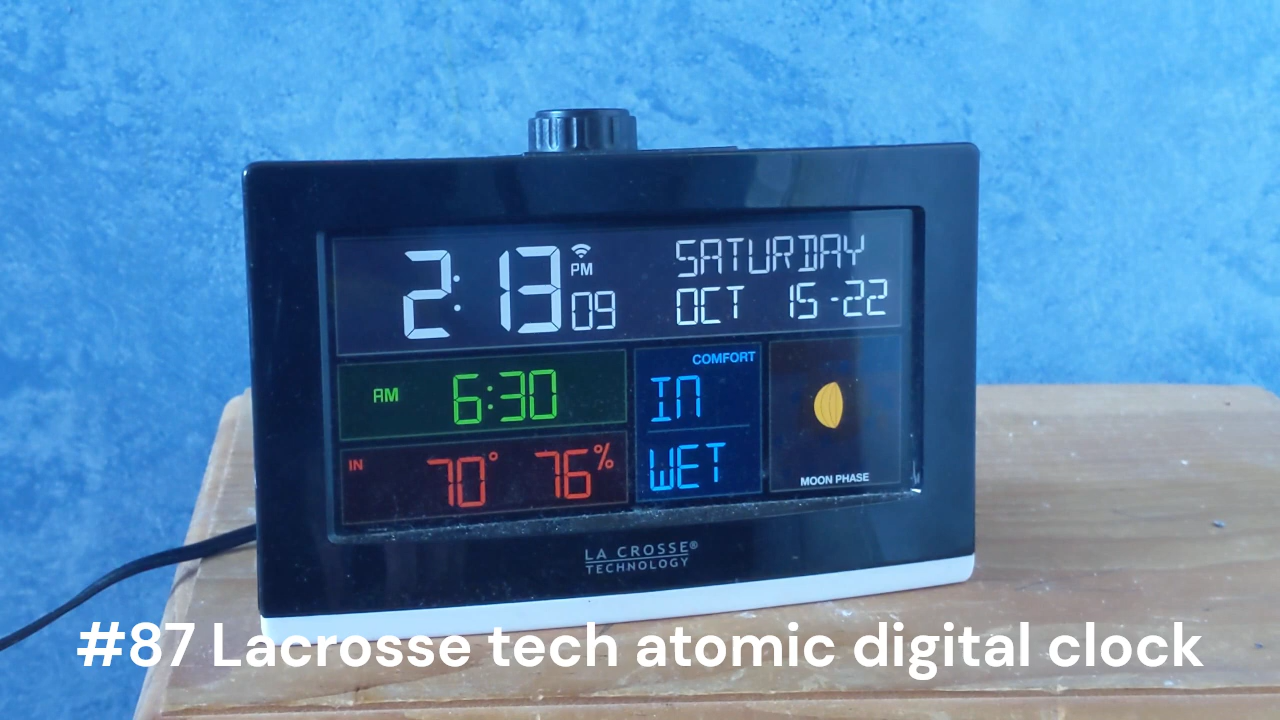 2:13 PM 09
SATURDAY
OCT 15-22
AM 6:30
IN 70° 76%
COMFORT
IN
WET
MOON PHASE
LA CROSSE®
TECHNOLOGY
#87 Lacrosse tech atomic digital clock